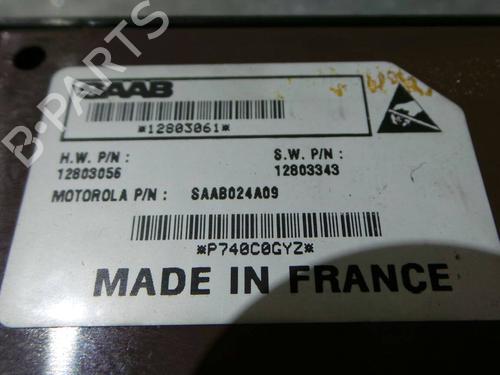 SAAB
*12803061*
H.W. P/N : S.W. P/N :
12803056 12803343
MOTOROLA P/N : SAAB024A09
*P740C0GYZ*
MADE IN FRANCE
B-PARTS